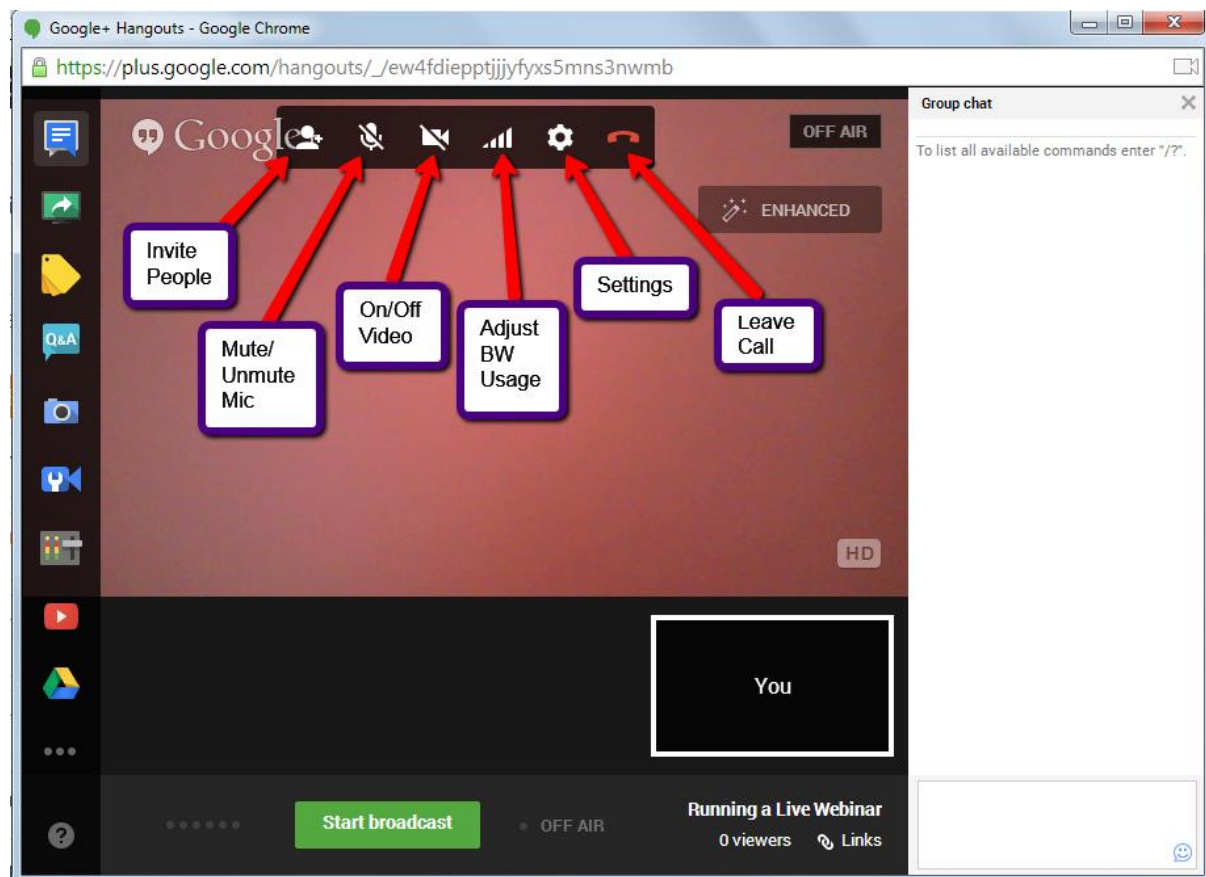 Google+ Hangouts - Google Chrome
https://plus.google.com/hangouts/_/ew4fdiepptjjjyfyxs5mns3nwmb
Group chat
To list all available commands enter "/?".
Google+
OFF AIR
ENHANCED
Invite
People
Mute/
Unmute
Mic
On/Off
Video
Adjust
BW
Usage
Settings
Leave
Call
Q&A
HD
You
Start broadcast
OFF AIR
Running a Live Webinar
0 viewers
Links
?